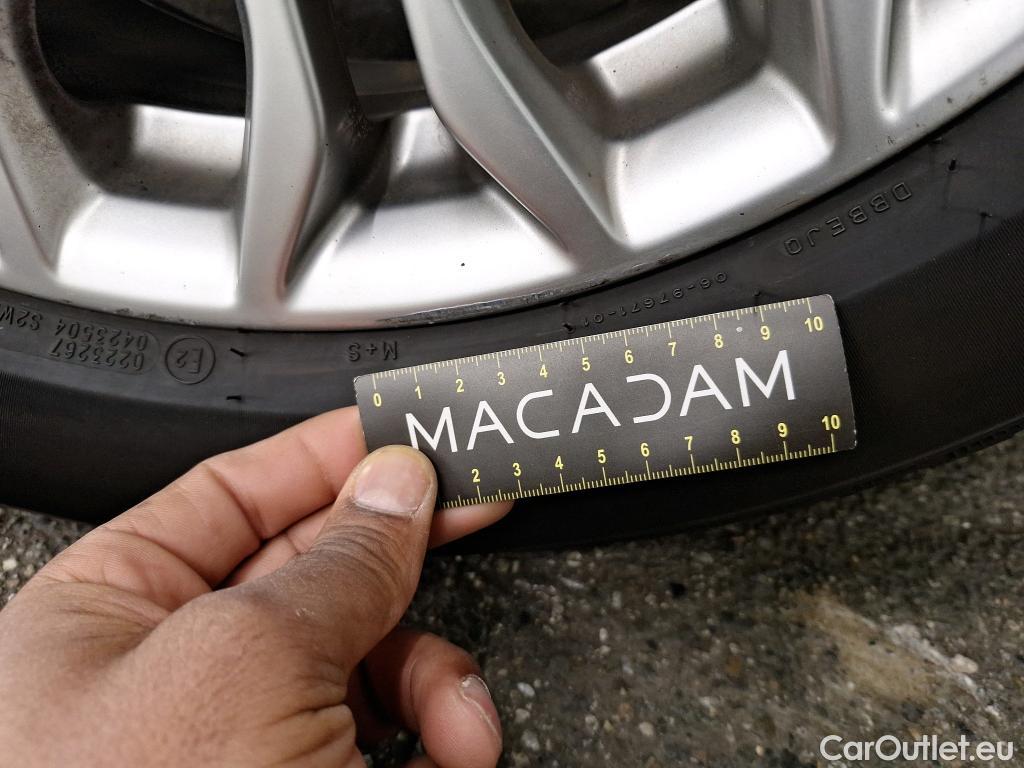 DBBEJQ
06-97671-01
M+S
E2
0223267
0423504 S2W
0 1 2 3 4 5 6 7 8 9 10
MACADAM
2 3 4 5 6 7 8 9 10
CarOutlet.eu